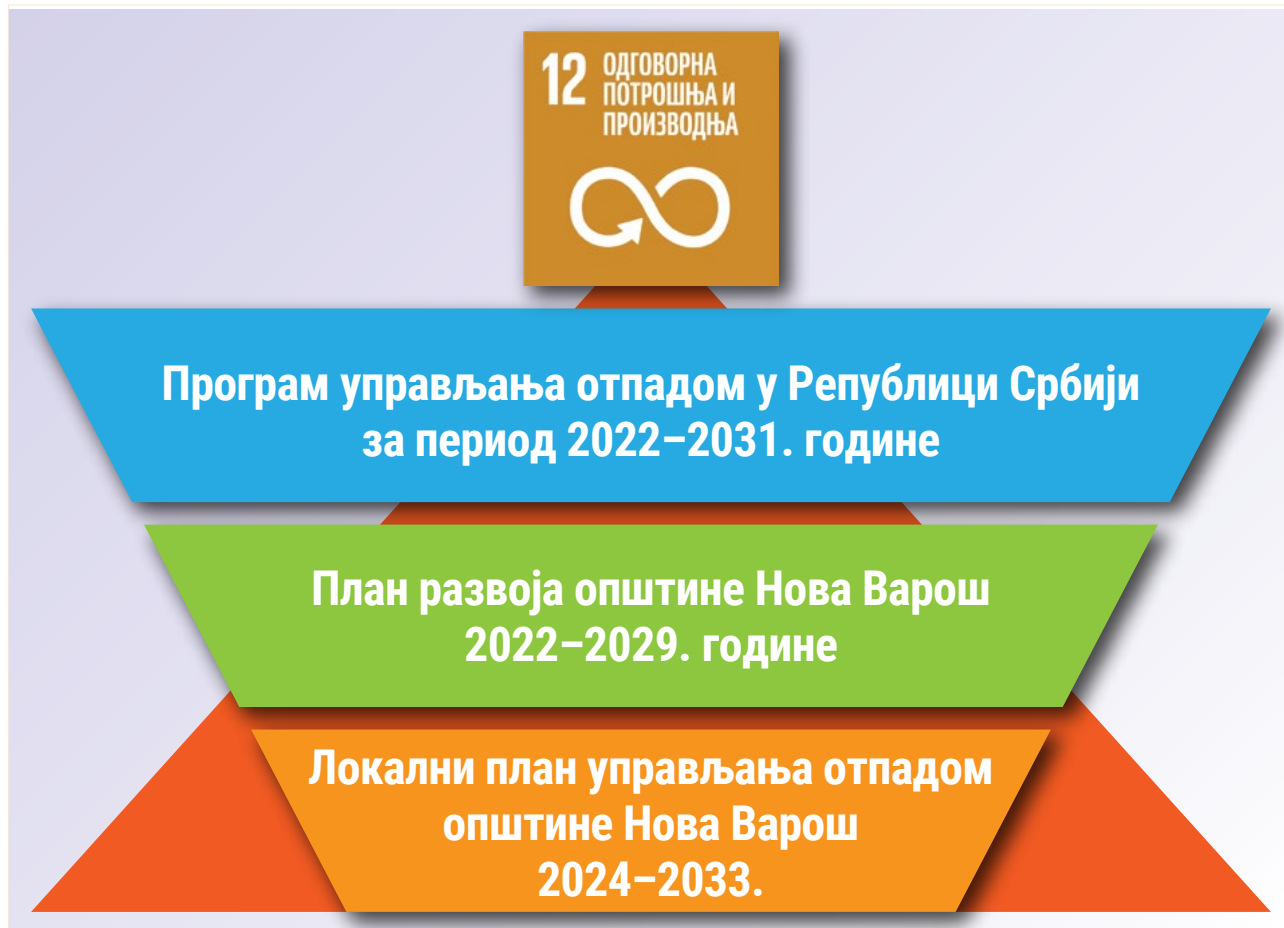 12 ОДГОВОРНА
ПОТРОШЊА И
ПРОИЗВОДЊА
Програм управљања отпадом у Републици Србији
за период 2022–2031. године
План развоја општине Нова Варош
2022–2029. године
Локални план управљања отпадом
општине Нова Варош
2024–2033.